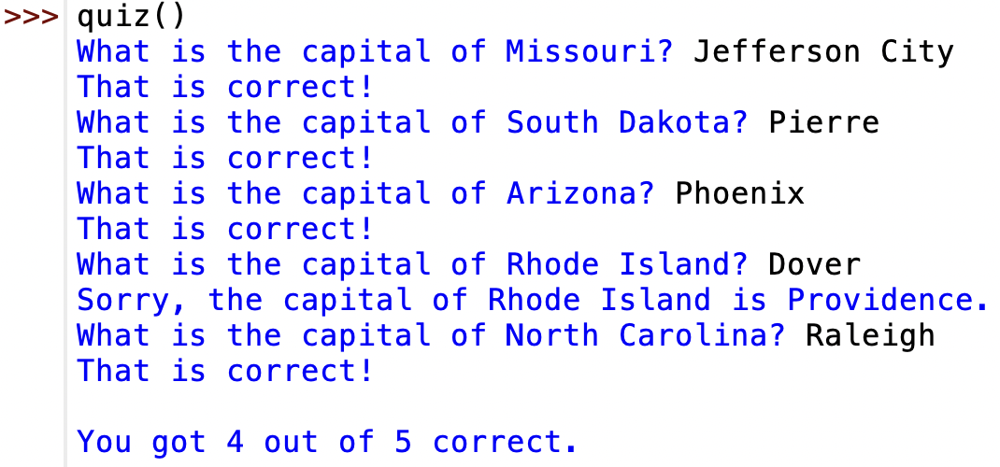 >>> quiz()
What is the capital of Missouri? Jefferson City
That is correct!
What is the capital of South Dakota? Pierre
That is correct!
What is the capital of Arizona? Phoenix
That is correct!
What is the capital of Rhode Island? Dover
Sorry, the capital of Rhode Island is Providence.
What is the capital of North Carolina? Raleigh
That is correct!
You got 4 out of 5 correct.